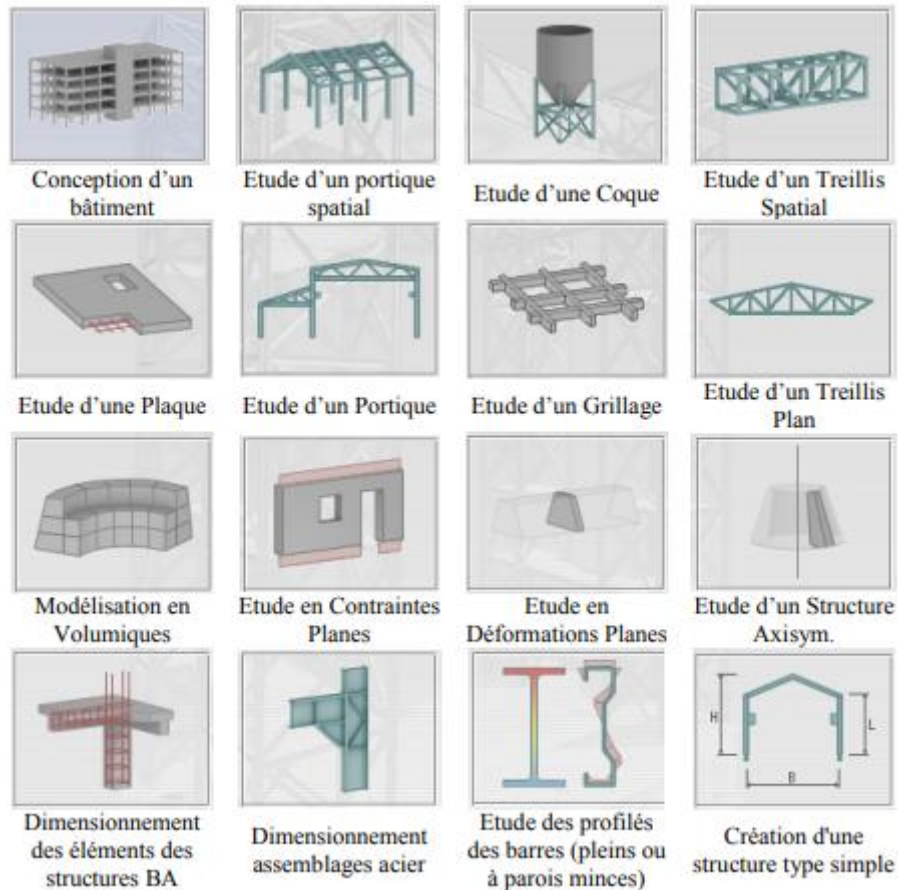 Conception d’un
bâtiment
Etude d’un portique
spatial
Etude d’une Coque
Etude d’un Treillis
Spatial
Etude d’une Plaque
Etude d’un Portique
Etude d’un Grillage
Etude d’un Treillis
Plan
Modélisation en
Volumiques
Etude en Contraintes
Planes
Etude en
Déformations Planes
Etude d’un Structure
Axisym.
H
L
B
Dimensionnement
des éléments des
structures BA
Dimensionnement
assemblages acier
Etude des profilés
des barres (pleins ou
à parois minces)
Création d'une
structure type simple